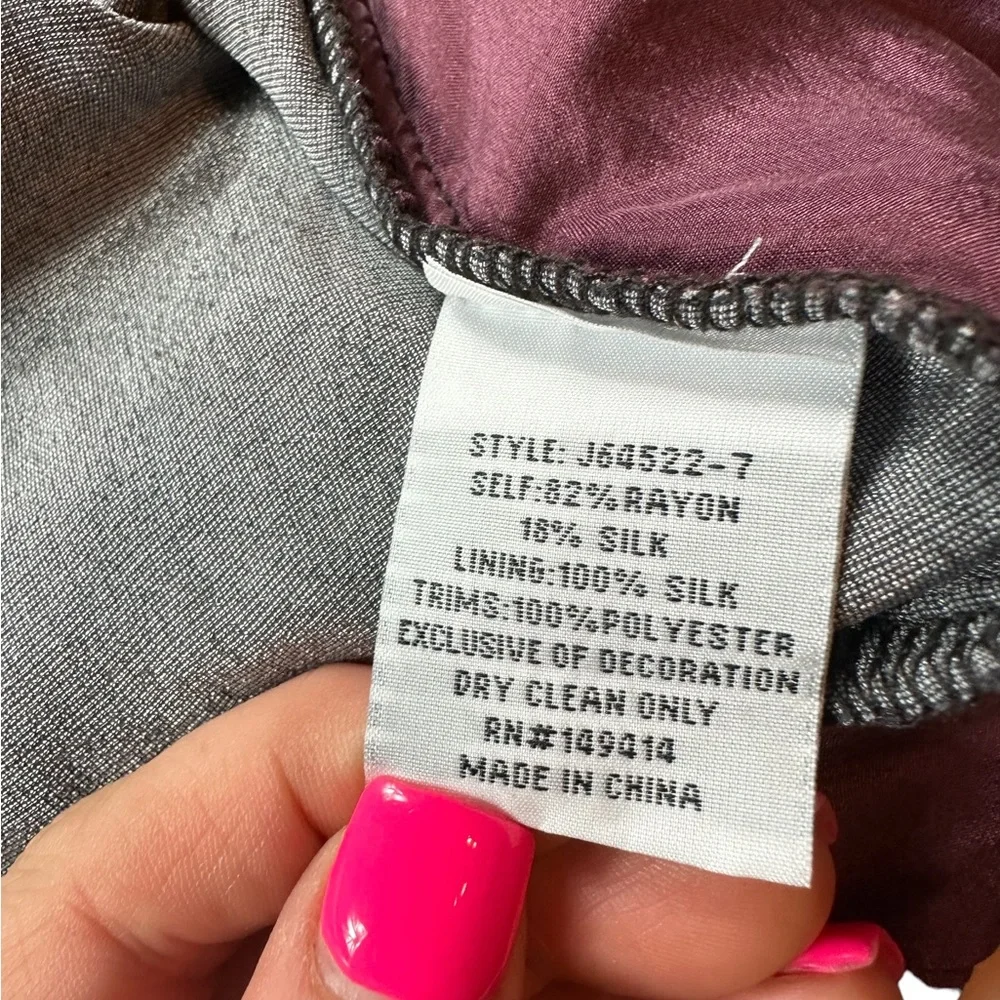 STYLE: J64522-7
SELF:82%RAYON
18% SILK
LINING:100% SILK
TRIMS:100%POLYESTER
EXCLUSIVE OF DECORATION
DRY CLEAN ONLY
RN#149414
MADE IN CHINA